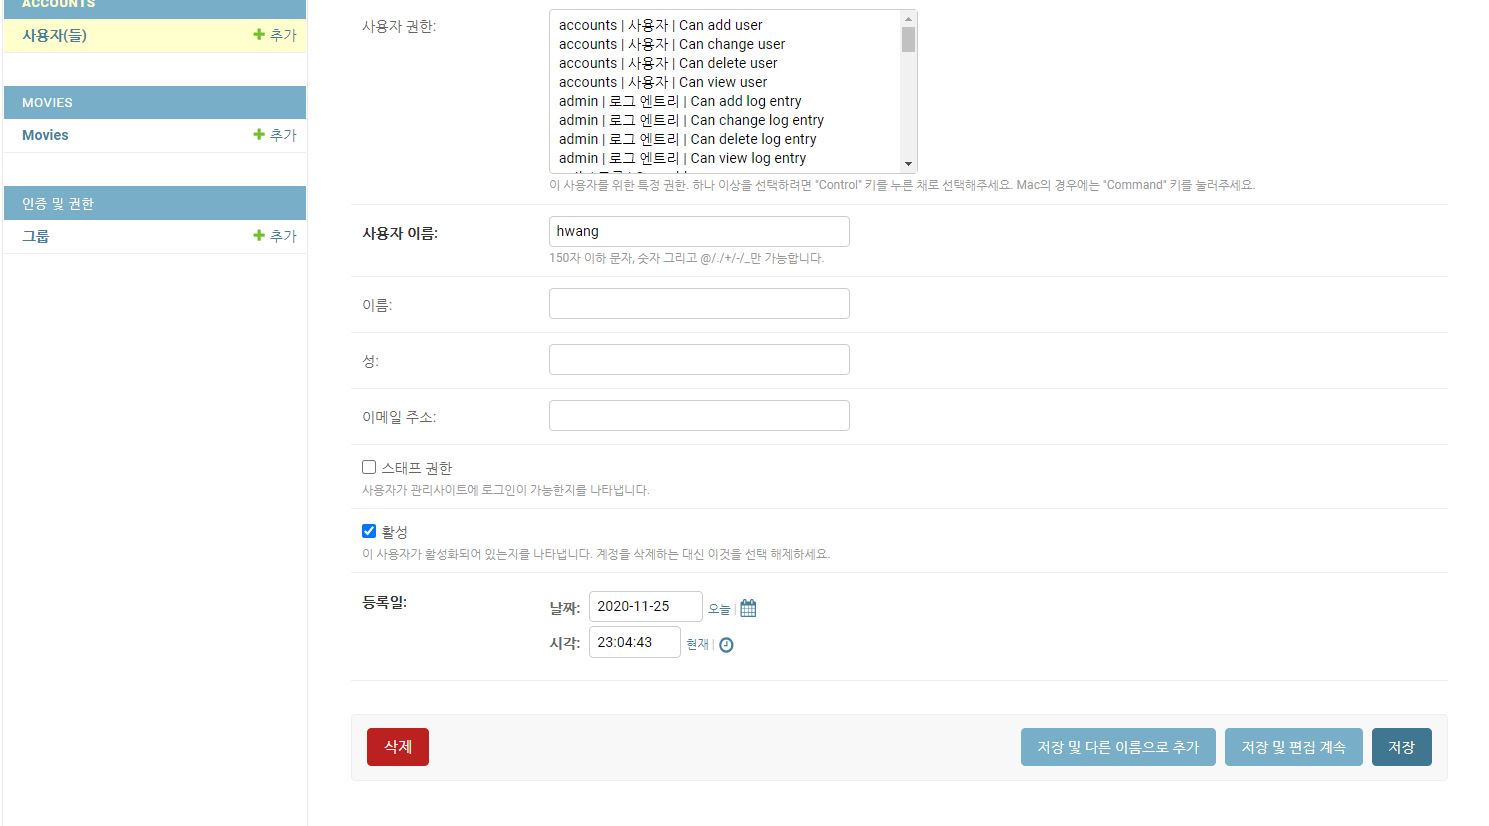 ACCOUNTS
사용자(들)
추가
MOVIES
Movies
추가
인증 및 권한
그룹
추가
사용자 권한:
accounts | 사용자 | Can add user
accounts | 사용자 | Can change user
accounts | 사용자 | Can delete user
accounts | 사용자 | Can view user
admin | 로그 엔트리 | Can add log entry
admin | 로그 엔트리 | Can change log entry
admin | 로그 엔트리 | Can delete log entry
admin | 로그 엔트리 | Can view log entry
이 사용자를 위한 특정 권한. 하나 이상을 선택하려면 "Control" 키를 누른 채로 선택해주세요. Mac의 경우에는 "Command" 키를 눌러주세요.
사용자 이름:
hwang
150자 이하 문자, 숫자 그리고 @/./+/-/_만 가능합니다.
이름:
성:
이메일 주소:
스태프 권한
사용자가 관리사이트에 로그인이 가능한지를 나타냅니다.
활성
이 사용자가 활성화되어 있는지를 나타냅니다. 계정을 삭제하는 대신 이것을 선택 해제하세요.
등록일:
날짜: 2020-11-25 오늘 |
시각: 23:04:43 현재 |
삭제
저장 및 다른 이름으로 추가
저장 및 편집 계속
저장